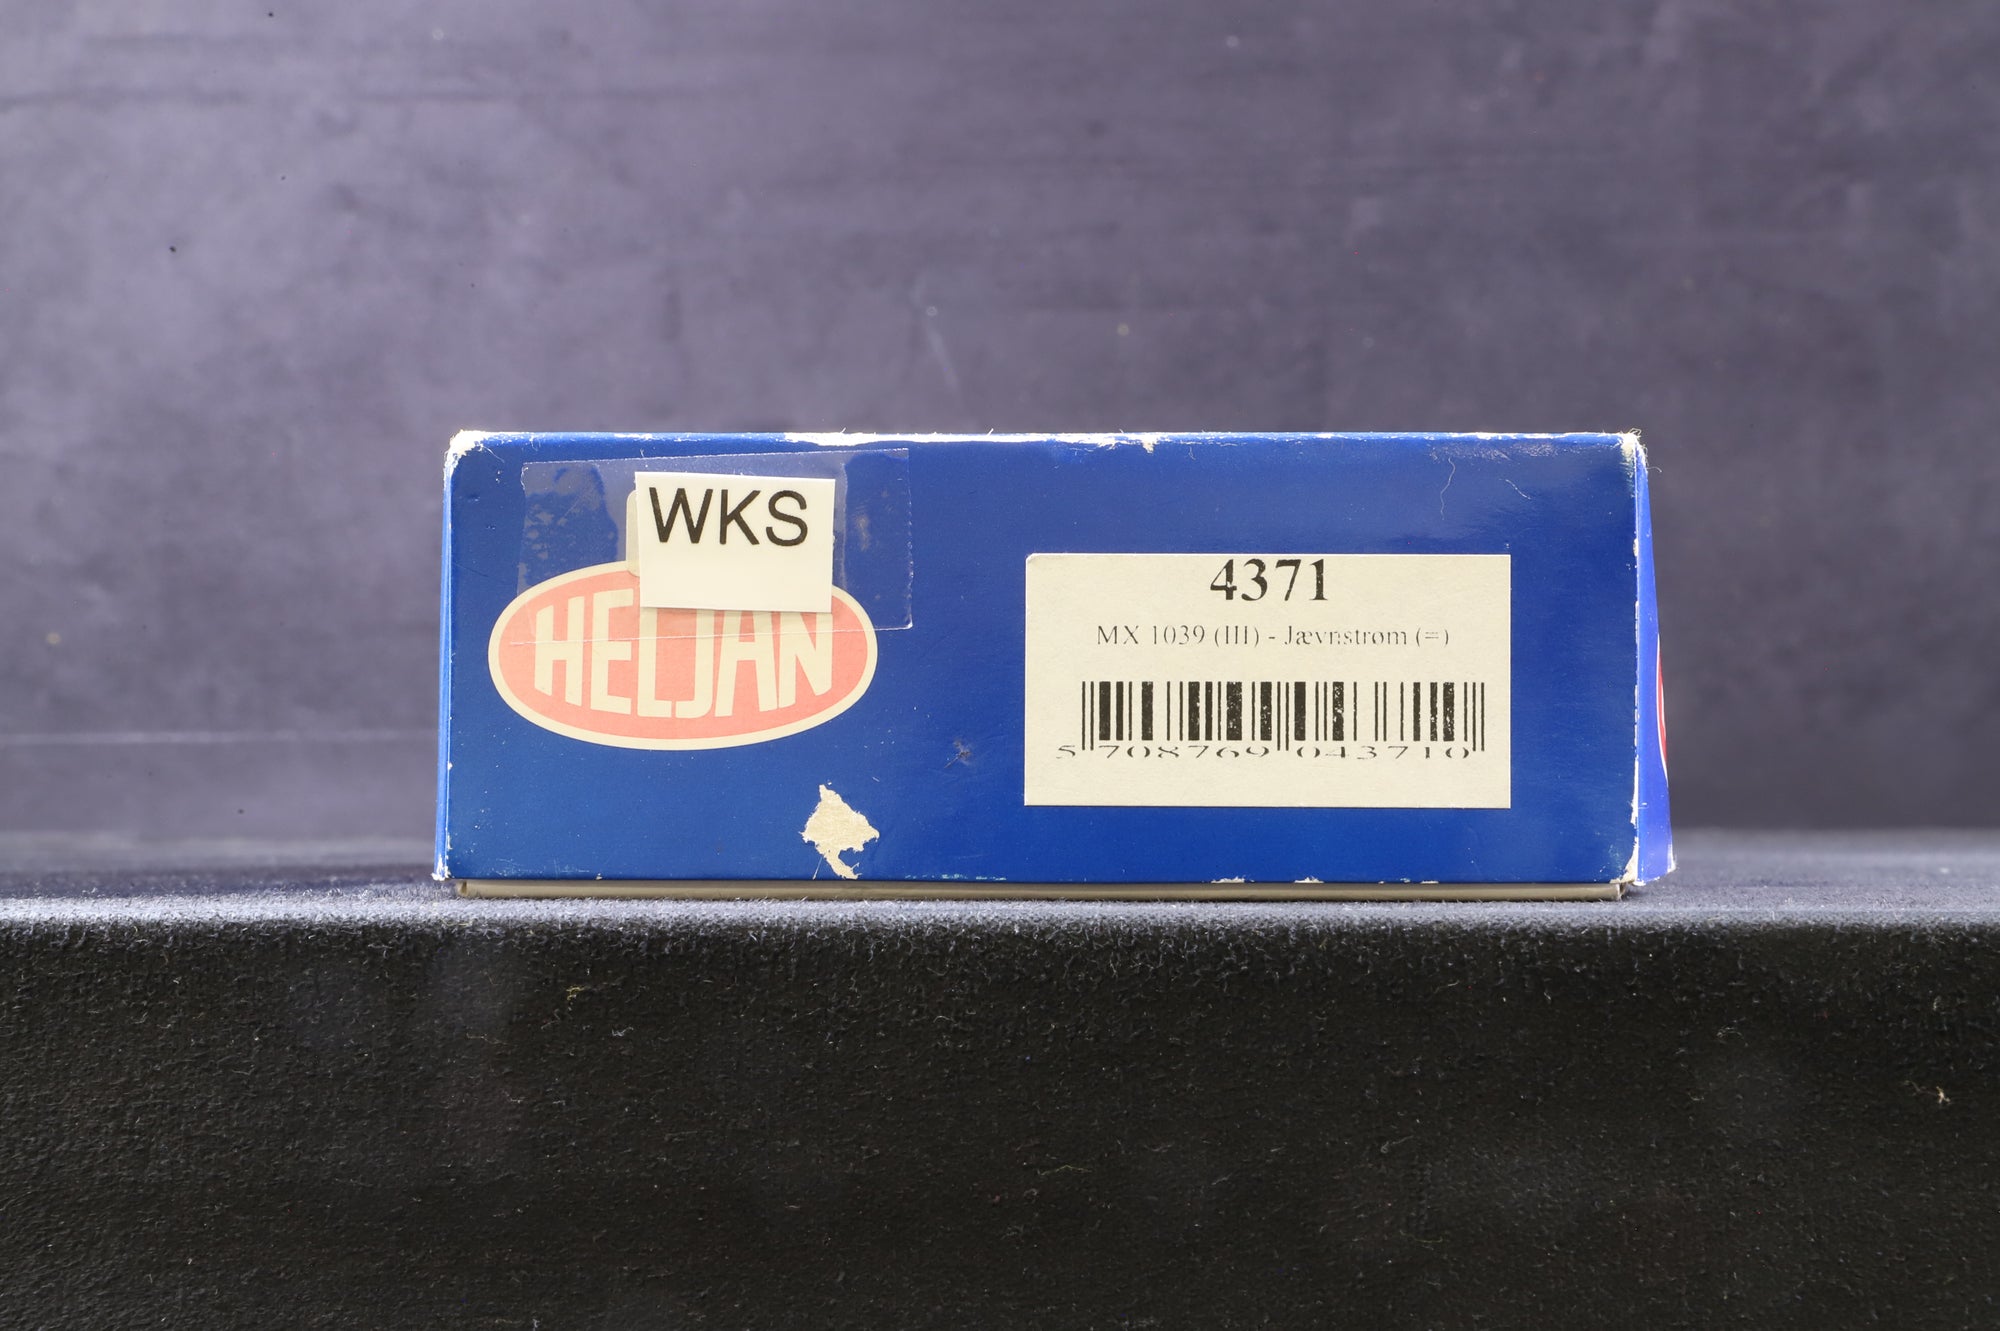 WKS
HELJAN
4371
MX 1039 (III) - Jævnstrøm (=)
5 708769 043710